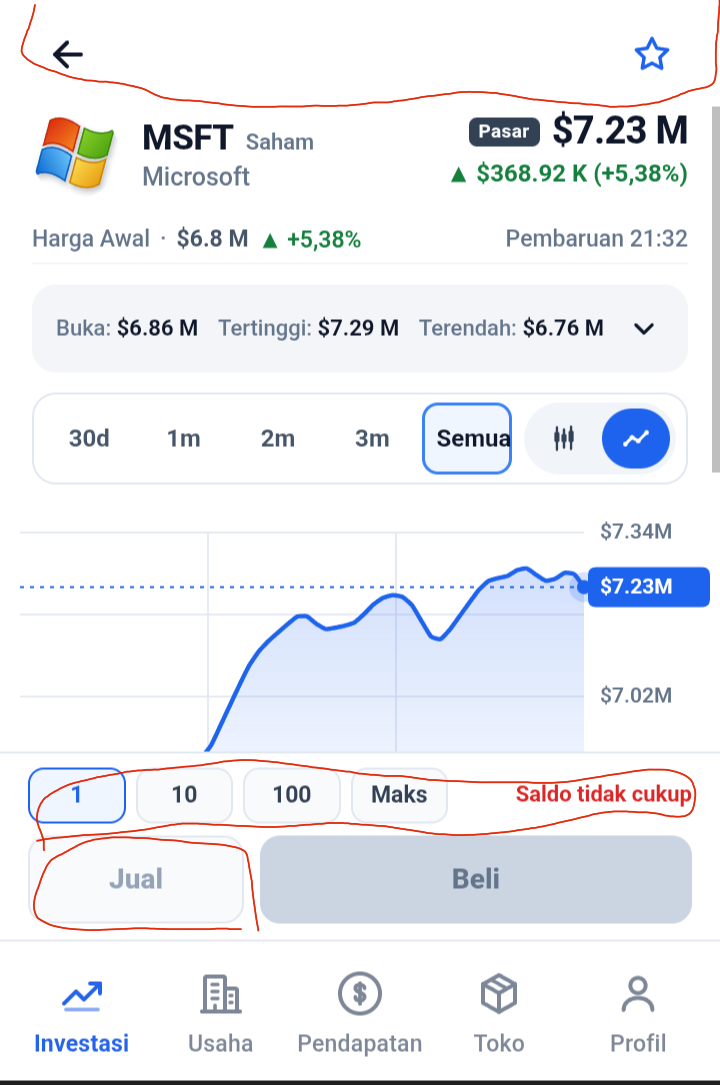 MSFT Saham
Microsoft
Pasar $7.23 M
▲ $368.92 K (+5,38%)
Harga Awal · $6.8 M ▲ +5,38%
Pembaruan 21:32
Buka: $6.86 M Tertinggi: $7.29 M Terendah: $6.76 M
30d 1m 2m 3m Semua
$7.34M
$7.23M
$7.02M
1 10 100 Maks Saldo tidak cukup
Jual Beli
Investasi Usaha Pendapatan Toko Profil